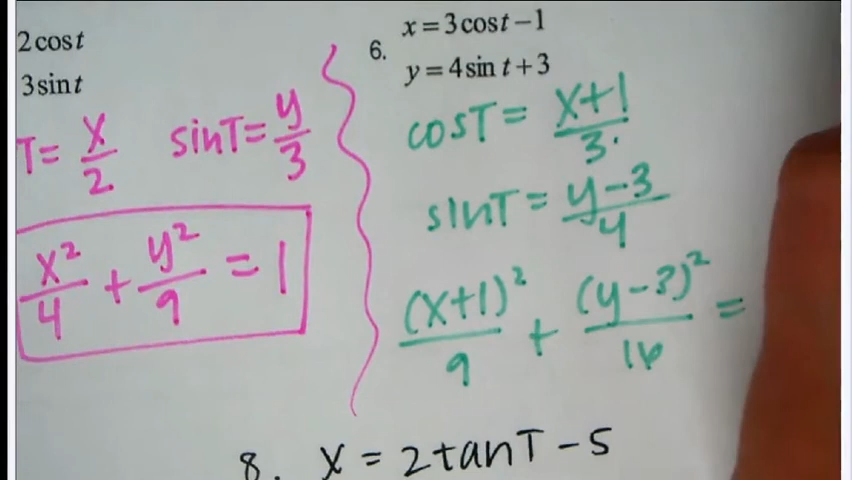 2cost
3sint
T = x/2 sinT = y/3
x²/4 + y²/9 = 1
6. x = 3cost − 1
y = 4sin t + 3
cosT = x+1/3
sinT = y−3/4
(x+1)²/9 + (y−3)²/16 =
8. x = 2tanT − 5